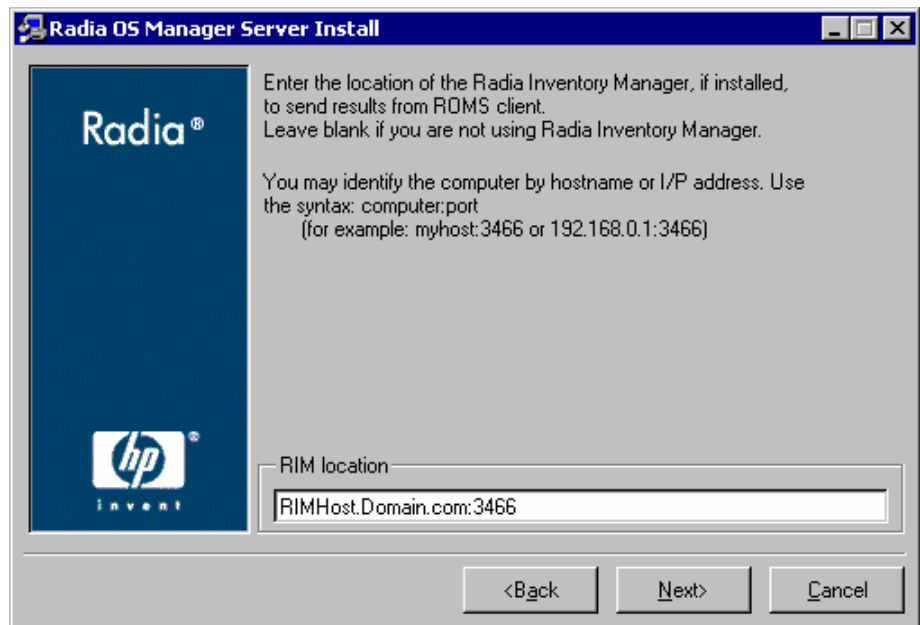 Radia OS Manager Server Install
Radia®
Enter the location of the Radia Inventory Manager, if installed,
to send results from ROMS client.
Leave blank if you are not using Radia Inventory Manager.
You may identify the computer by hostname or I/P address. Use
the syntax: computer:port
(for example: myhost:3466 or 192.168.0.1:3466)
hp®
invent
RIM location
RIMHost.Domain.com:3466
<Back
Next>
Cancel